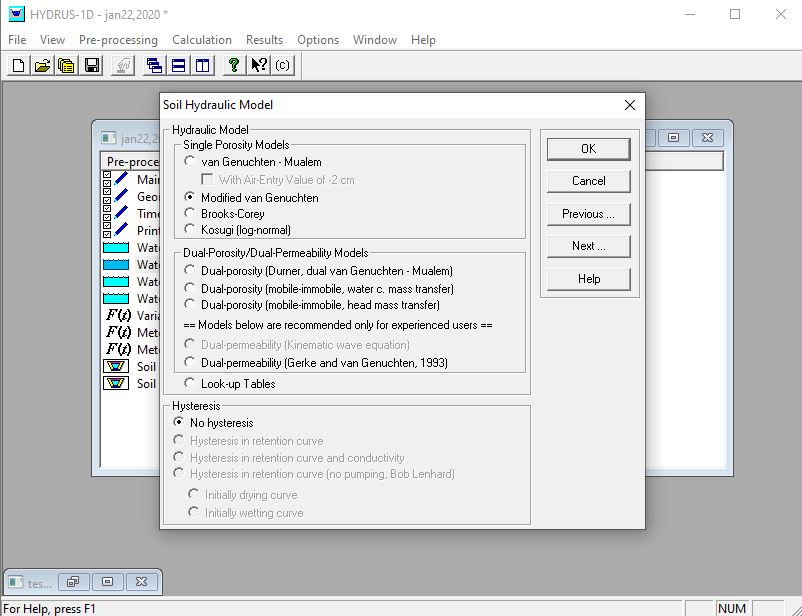 HYDRUS-1D - jan22,2020 *
File View Pre-processing Calculation Results Options Window Help
? ? (c)
Soil Hydraulic Model
jan22,2
Hydraulic Model
Single Porosity Models
OK
Pre-proce
van Genuchten - Mualem
Mai
With Air-Entry Value of -2 cm
Cancel
Geo
Modified van Genuchten
Time
Brooks-Corey
Previous ...
Print
Kosugi (log-normal)
Wate
Next ...
Dual-Porosity/Dual-Permeability Models
Wate
Dual-porosity (Durner, dual van Genuchten - Mualem)
Help
Wate
Dual-porosity (mobile-immobile, water c. mass transfer)
Wate
Dual-porosity (mobile-immobile, head mass transfer)
F(t) Varia
== Models below are recommended only for experienced users ==
F(t) Mete
Dual-permeability (Kinematic wave equation)
F(t) Mete
Dual-permeability (Gerke and van Genuchten, 1993)
Soil
Look-up Tables
Soil
Hysteresis
No hysteresis
Hysteresis in retention curve
Hysteresis in retention curve and conductivity
Hysteresis in retention curve (no pumping, Bob Lenhard)
Initially drying curve
Initially wetting curve
tes...
For Help, press F1
NUM